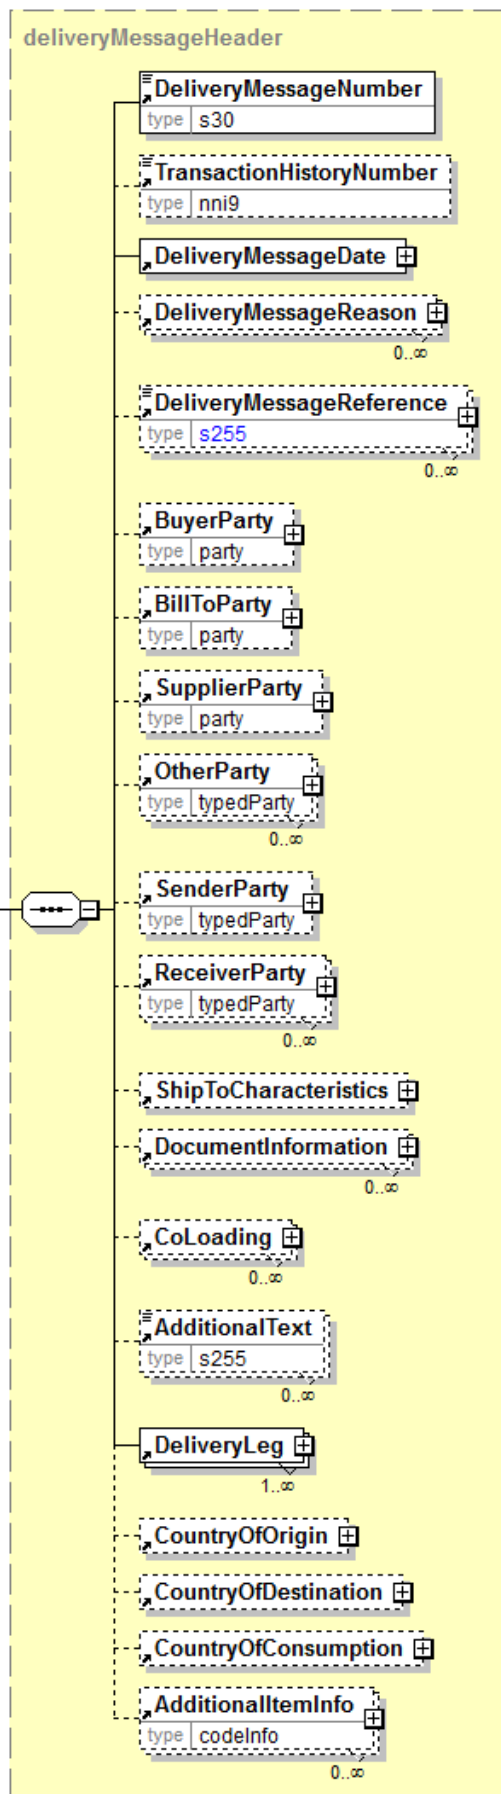 deliveryMessageHeader
DeliveryMessageNumber
type s30
TransactionHistoryNumber
type nni9
DeliveryMessageDate
DeliveryMessageReason
0..∞
DeliveryMessageReference
type s255
0..∞
BuyerParty
type party
BillToParty
type party
SupplierParty
type party
OtherParty
type typedParty
0..∞
SenderParty
type typedParty
ReceiverParty
type typedParty
0..∞
ShipToCharacteristics
DocumentInformation
0..∞
CoLoading
0..∞
AdditionalText
type s255
0..∞
DeliveryLeg
1..∞
CountryOfOrigin
CountryOfDestination
CountryOfConsumption
AdditionalItemInfo
type codeInfo
0..∞